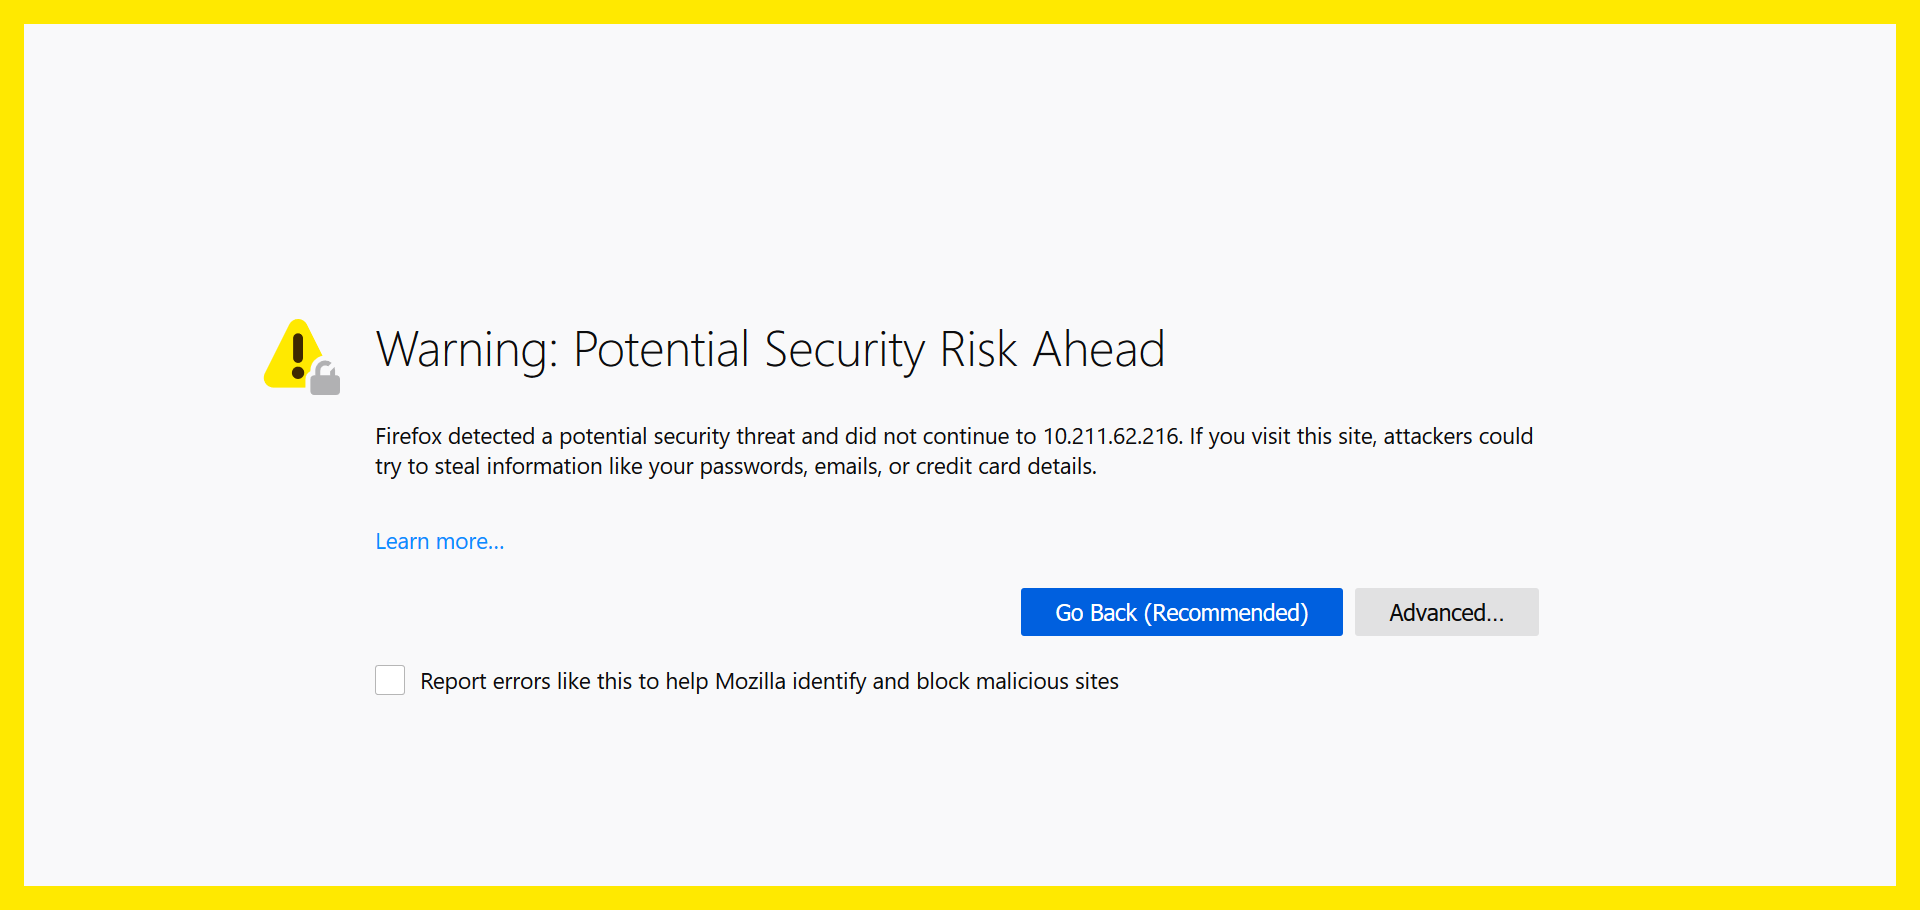 Warning: Potential Security Risk Ahead
Firefox detected a potential security threat and did not continue to 10.211.62.216. If you visit this site, attackers could
try to steal information like your passwords, emails, or credit card details.
Learn more...
Go Back (Recommended)
Advanced...
Report errors like this to help Mozilla identify and block malicious sites